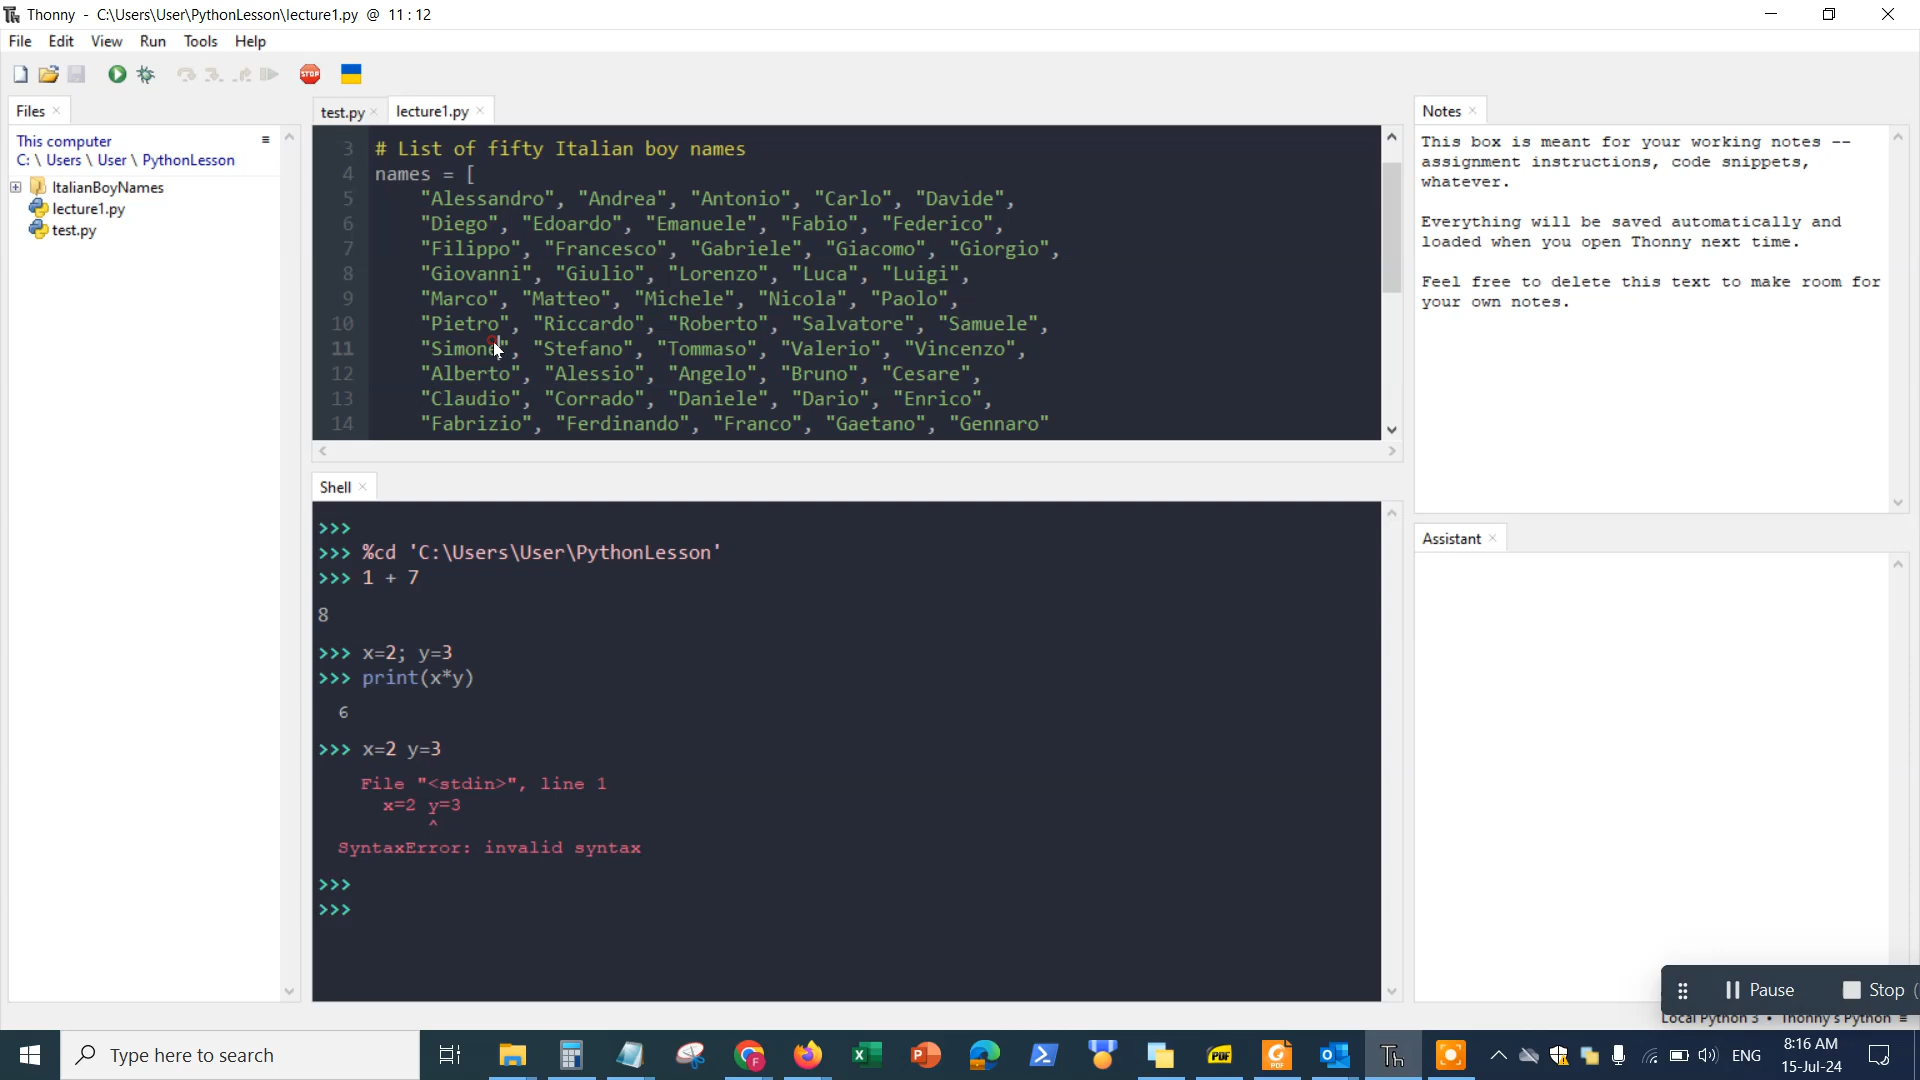 Thonny - C:\Users\User\PythonLesson\lecture1.py @ 11 : 12
File Edit View Run Tools Help
STOP
Files
This computer
C: \ Users \ User \ PythonLesson
ItalianBoyNames
lecture1.py
test.py
test.py lecture1.py
3 # List of fifty Italian boy names
4 names = [
5 "Alessandro", "Andrea", "Antonio", "Carlo", "Davide",
6 "Diego", "Edoardo", "Emanuele", "Fabio", "Federico",
7 "Filippo", "Francesco", "Gabriele", "Giacomo", "Giorgio",
8 "Giovanni", "Giulio", "Lorenzo", "Luca", "Luigi",
9 "Marco", "Matteo", "Michele", "Nicola", "Paolo",
10 "Pietro", "Riccardo", "Roberto", "Salvatore", "Samuele",
11 "Simone", "Stefano", "Tommaso", "Valerio", "Vincenzo",
12 "Alberto", "Alessio", "Angelo", "Bruno", "Cesare",
13 "Claudio", "Corrado", "Daniele", "Dario", "Enrico",
14 "Fabrizio", "Ferdinando", "Franco", "Gaetano", "Gennaro"
Shell
>>>
>>> %cd 'C:\Users\User\PythonLesson'
>>> 1 + 7
8
>>> x=2; y=3
>>> print(x*y)
6
>>> x=2 y=3
File "<stdin>", line 1
x=2 y=3
^
SyntaxError: invalid syntax
>>>
>>>
Notes
This box is meant for your working notes --
assignment instructions, code snippets,
whatever.
Everything will be saved automatically and
loaded when you open Thonny next time.
Feel free to delete this text to make room for
your own notes.
Assistant
Pause Stop (
Local Python 3 • Thonny's Python
Type here to search
PDF
PDF
Th
ENG
8:16 AM
15-Jul-24